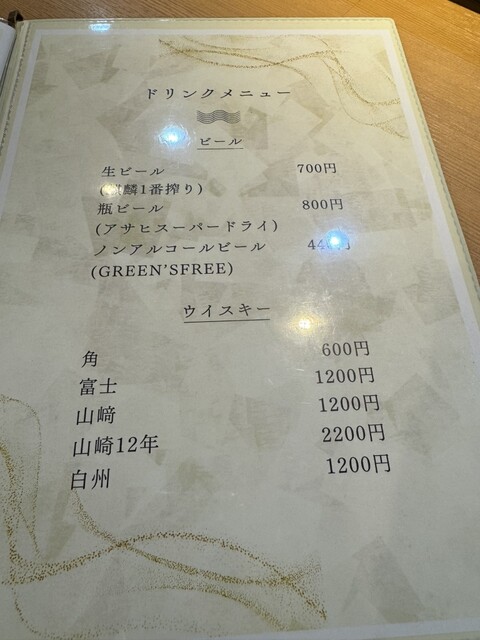 ドリンクメニュー
ビール
生ビール 700円
(麒麟1番搾り)
瓶ビール 800円
(アサヒスーパードライ)
ノンアルコールビール
(GREEN'SFREE)
ウイスキー
角 600円
富士 1200円
山﨑 1200円
山崎12年 2200円
白州 1200円